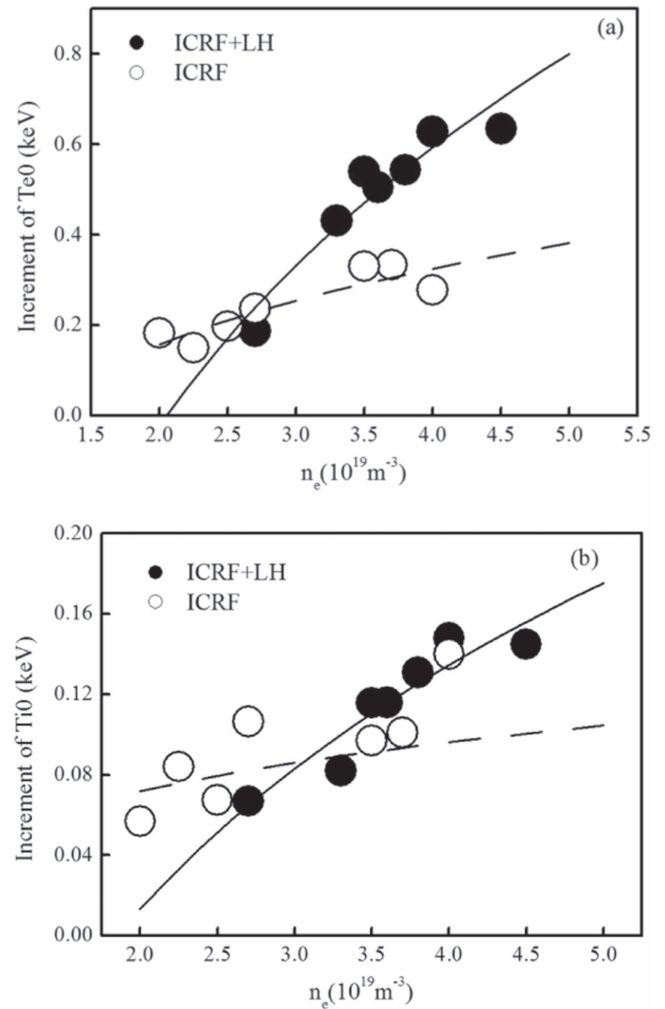 (a)
ICRF+LH
ICRF
Increment of Te0 (keV)
0.8
0.6
0.4
0.2
0.0
1.5 2.0 2.5 3.0 3.5 4.0 4.5 5.0 5.5
nₑ(10¹⁹m⁻³)
(b)
ICRF+LH
ICRF
Increment of Ti0 (keV)
0.20
0.16
0.12
0.08
0.04
0.00
2.0 2.5 3.0 3.5 4.0 4.5 5.0
nₑ(10¹⁹m⁻³)